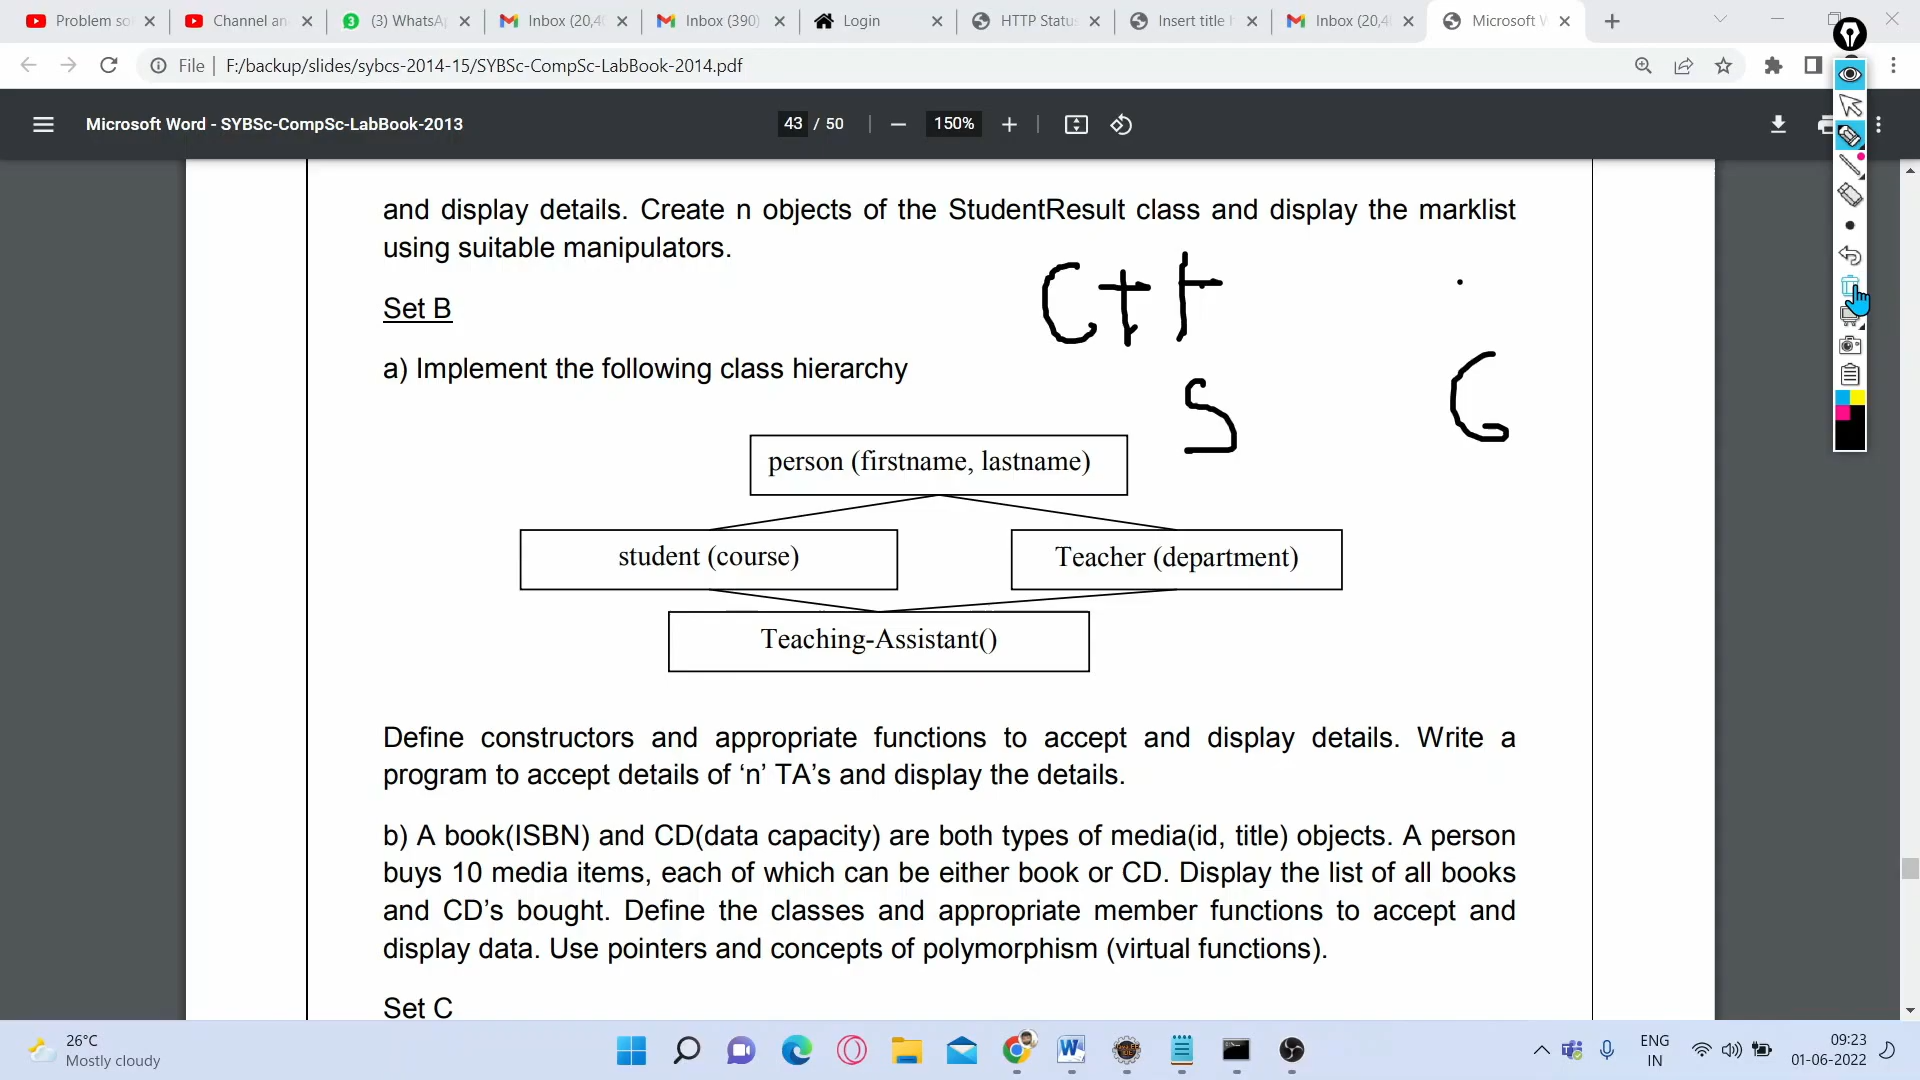 Problem so
Channel an
(3) WhatsA
Inbox (20,4
Inbox (390)
Inbox (20,4
Login
HTTP Statu
Insert title
Inbox (20,4
Microsoft W
File
F:/backup/slides/sybcs-2014-15/SYBSc-CompSc-LabBook-2014.pdf
Microsoft Word - SYBSc-CompSc-LabBook-2013
43 / 50
150%
and display details. Create n objects of the StudentResult class and display the marklist
using suitable manipulators.
C++
Set B
a) Implement the following class hierarchy
S
C
person (firstname, lastname)
student (course)
Teacher (department)
Teaching-Assistant()
Define constructors and appropriate functions to accept and display details. Write a
program to accept details of ‘n’ TA’s and display the details.
b) A book(ISBN) and CD(data capacity) are both types of media(id, title) objects. A person
buys 10 media items, each of which can be either book or CD. Display the list of all books
and CD’s bought. Define the classes and appropriate member functions to accept and
display data. Use pointers and concepts of polymorphism (virtual functions).
Set C
26°C
Mostly cloudy
ENG
IN
09:23
01-06-2022